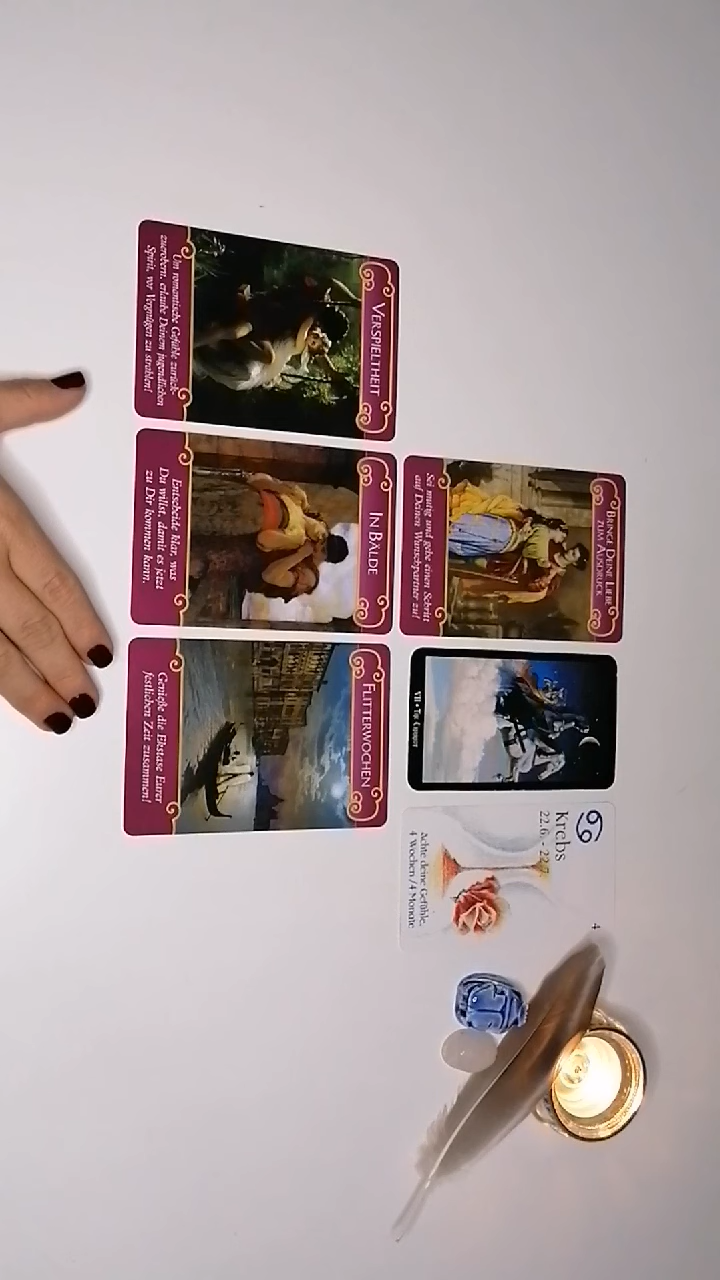 VERSPIELTHEIT
Um romantische Gefühle zurück-
zuerobern, erlaube Deinem jugendlichen
Spirit, vor Vergnügen zu strahlen!
IN BÄLDE
Entscheide klar, was
Du willst, damit es jetzt
zu Dir kommen kann.
FLITTERWOCHEN
Genieße die Ekstase Eurer
festlichen Zeit zusammen!
BRINGE DEINE LIEBE
ZUM AUSDRUCK
Sei mutig und gehe einen Schritt
auf Deinen Wunschpartner zu!
VII • The Chariot
4
♋
Krebs
22.6. - 22.7.
Achte deine Gefühle.
4 Wochen / 4 Monate